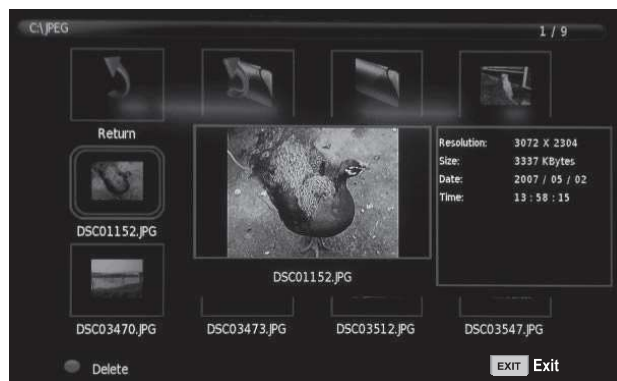 C:\JPEG 1 / 9
Return
Resolution: 3072 X 2304
Size: 3337 KBytes
Date: 2007 / 05 / 02
Time: 13 : 58 : 15
DSC01152.JPG
DSC01152.JPG
DSC03470.JPG DSC03473.JPG DSC03512.JPG DSC03547.JPG
Delete EXIT Exit